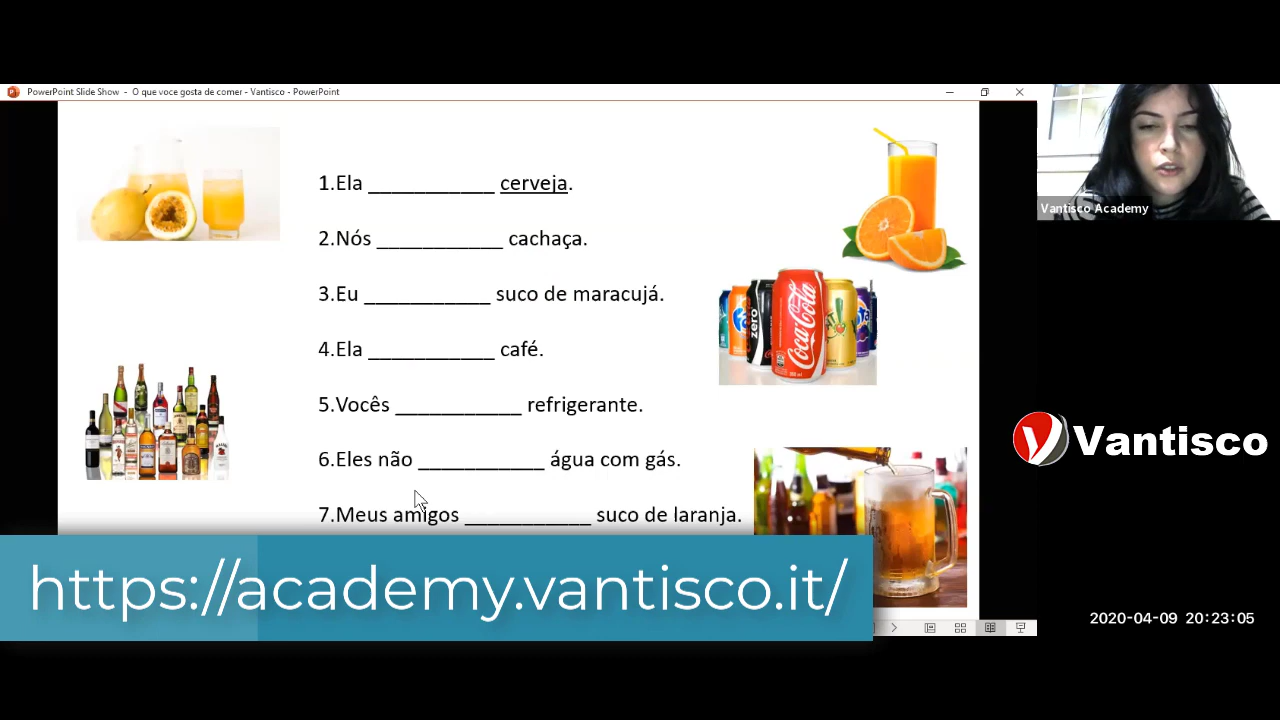 PowerPoint Slide Show - O que voce gosta de comer - Vantisco - PowerPoint
1.Ela ___________ cerveja.
2.Nós ___________ cachaça.
3.Eu ___________ suco de maracujá.
4.Ela ___________ café.
5.Vocês ___________ refrigerante.
6.Eles não ___________ água com gás.
7.Meus amigos ___________ suco de laranja.
zero
Coca-Cola
Vantisco Academy
Vantisco
https://academy.vantisco.it/
2020-04-09 20:23:05